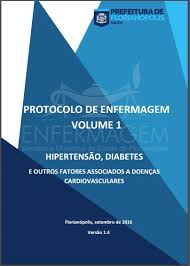 PREFEITURA DE
FLORIANÓPOLIS
SAÚDE
PROTOCOLO DE ENFERMAGEM
VOLUME 1
ENFERMAGEM
Secretaria Municipal de Saúde de Florianópolis
HIPERTENSÃO, DIABETES
E OUTROS FATORES ASSOCIADOS A DOENÇAS
CARDIOVASCULARES
Florianópolis, setembro de 2016
Versão 1.4